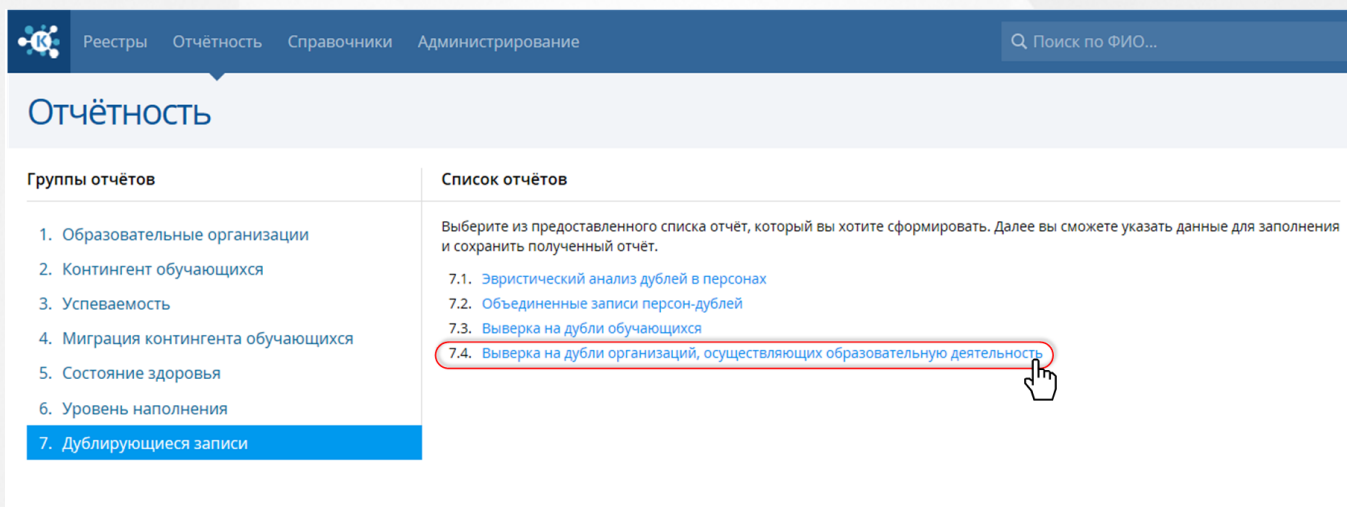 К
Реестры Отчётность Справочники Администрирование Поиск по ФИО...
Отчётность
Группы отчётов
1. Образовательные организации
2. Контингент обучающихся
3. Успеваемость
4. Миграция контингента обучающихся
5. Состояние здоровья
6. Уровень наполнения
7. Дублирующиеся записи
Список отчётов
Выберите из предоставленного списка отчёт, который вы хотите сформировать. Далее вы сможете указать данные для заполнения
и сохранить полученный отчёт.
7.1. Эвристический анализ дублей в персонах
7.2. Объединенные записи персон-дублей
7.3. Выверка на дубли обучающихся
7.4. Выверка на дубли организаций, осуществляющих образовательную деятельность